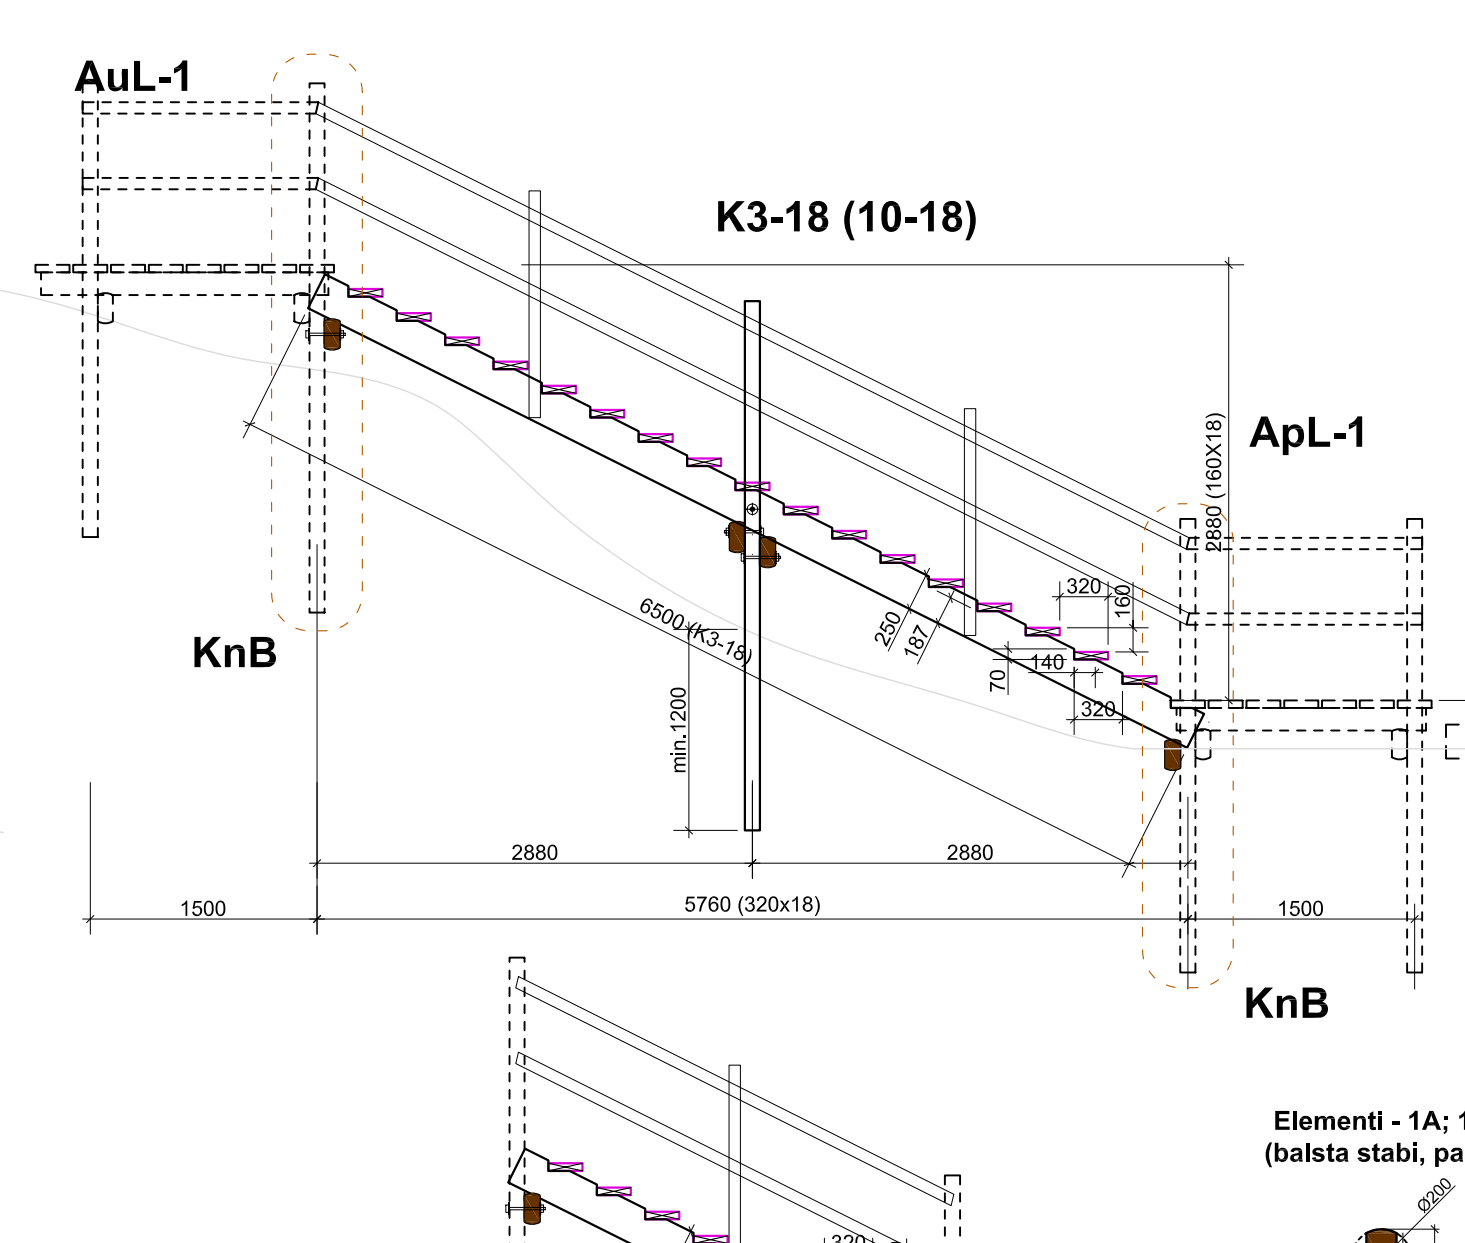 AuL-1
K3-18 (10-18)
2880 (160X18)
ApL-1
KnB
6500 (K3-18)
250
187
320
160
140
70
320
min.1200
2880
2880
1500
5760 (320x18)
1500
KnB
Elementi - 1A;
(balsta stabi,
Ø200
320